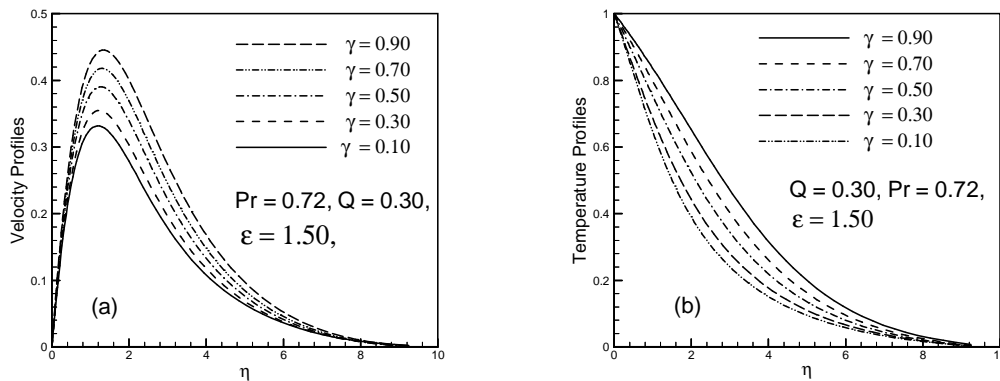 0.5
0.4
0.3
0.2
0.1
0
Velocity Profiles
γ = 0.90
γ = 0.70
γ = 0.50
γ = 0.30
γ = 0.10
Pr = 0.72, Q = 0.30,
ε = 1.50,
(a)
0 2 4 6 8 10
η
1
0.8
0.6
0.4
0.2
0
Temperature Profiles
γ = 0.90
γ = 0.70
γ = 0.50
γ = 0.30
γ = 0.10
Q = 0.30, Pr = 0.72,
ε = 1.50
(b)
0 2 4 6 8
η